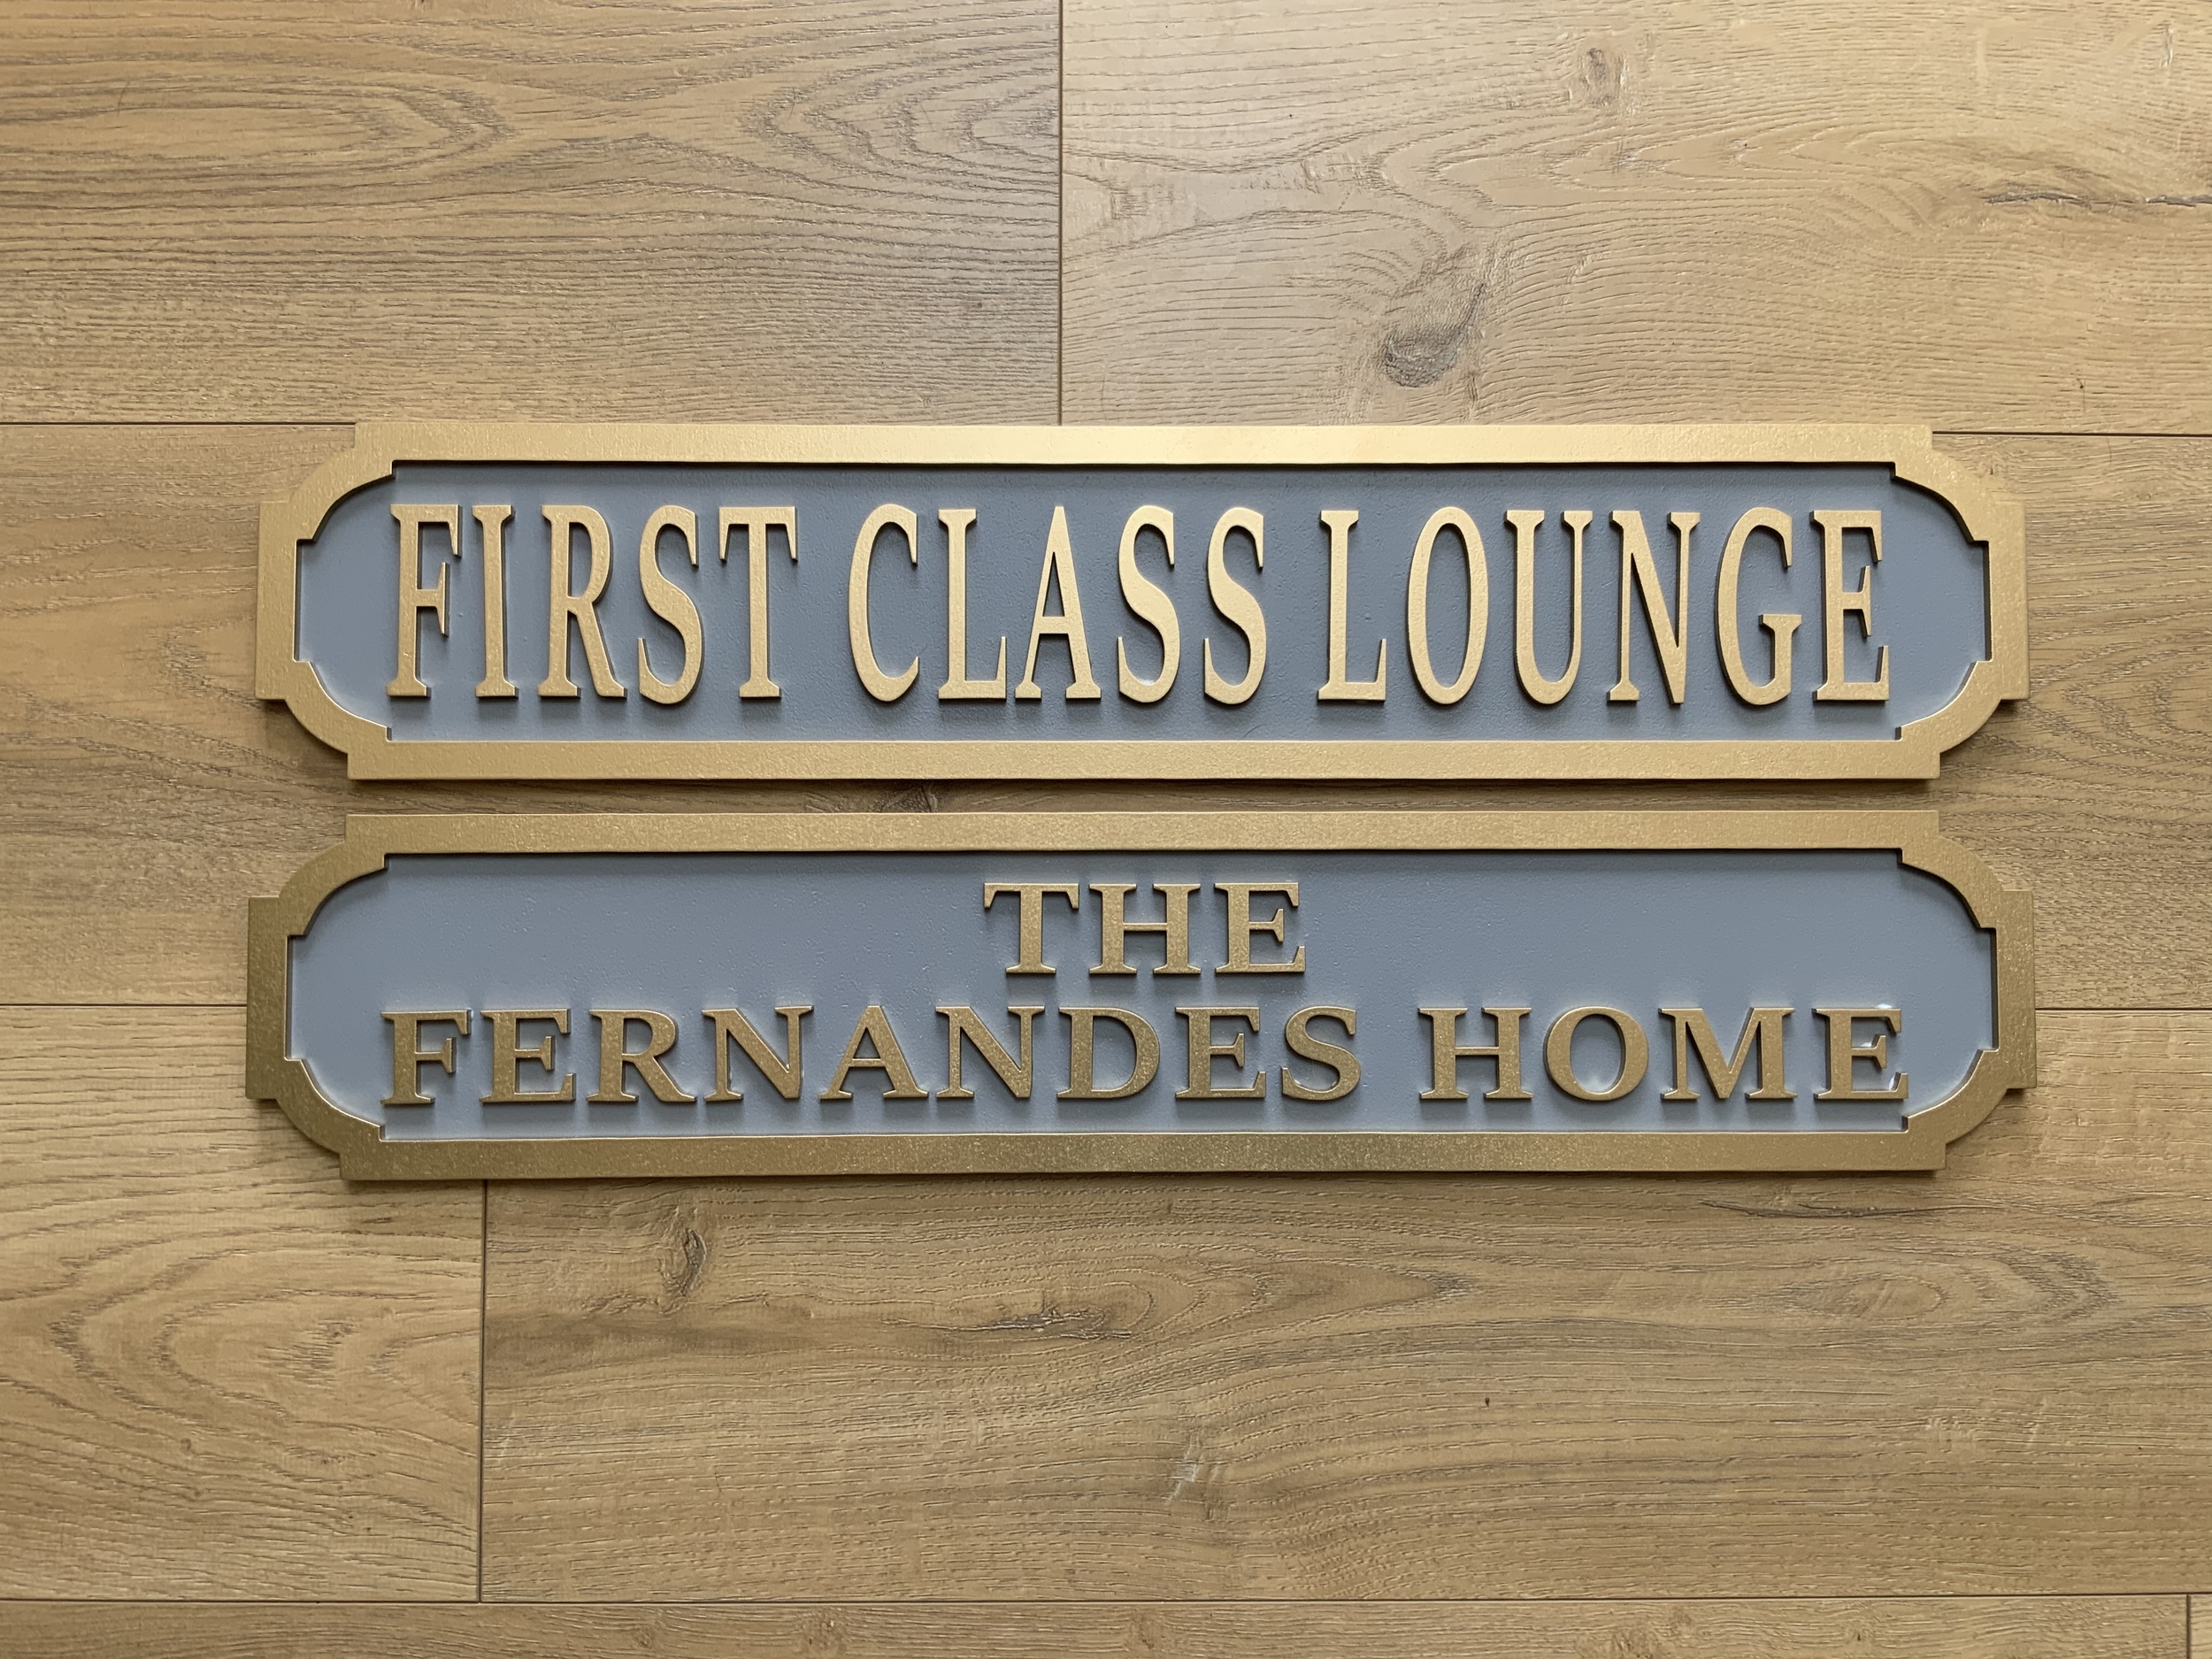 FIRST CLASS LOUNGE
THE
FERNANDES HOME